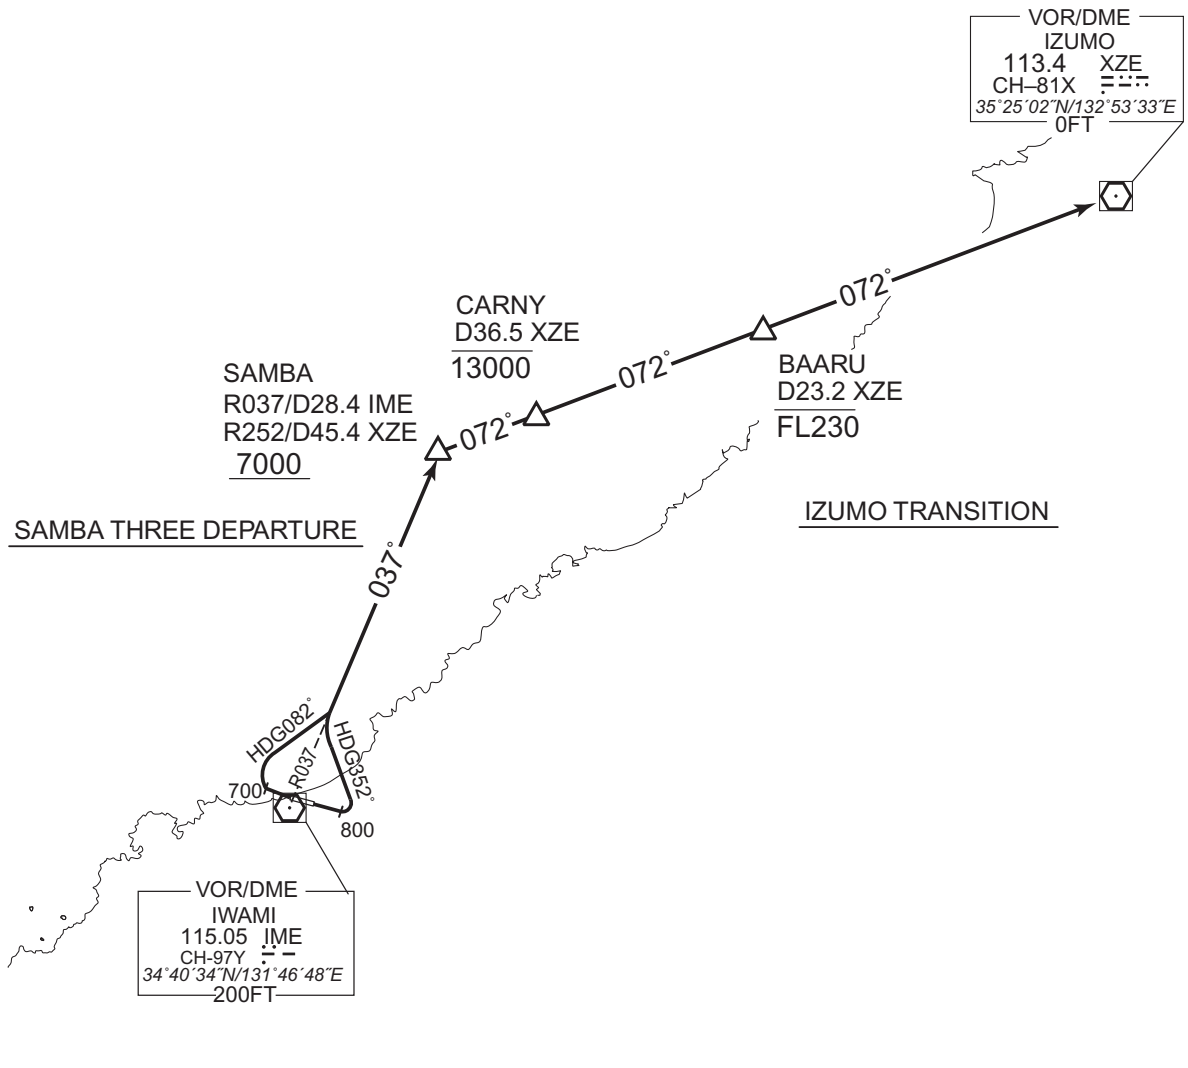 VOR/DME
IZUMO
113.4 XZE
CH–81X
35°25´02˝N/132°53´33˝E
0FT
072°
CARNY
D36.5 XZE
13000
072°
BAARU
D23.2 XZE
FL230
SAMBA
R037/D28.4 IME
R252/D45.4 XZE
7000
072°
SAMBA THREE DEPARTURE
IZUMO TRANSITION
037°
HDG082°
HDG352°
R037
700
800
VOR/DME
IWAMI
115.05 IME
CH-97Y
34°40´34˝N/131°46´48˝E
200FT